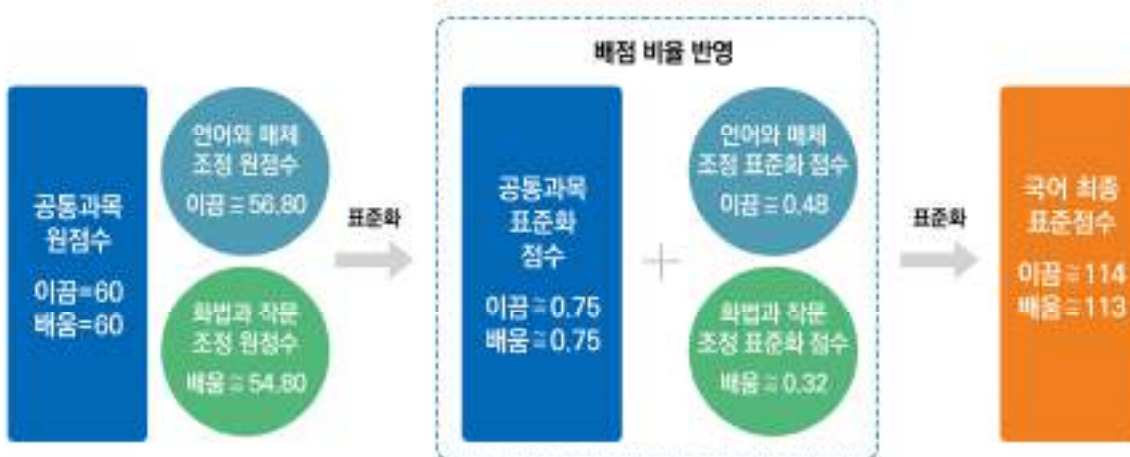 공통과목
원점수
이끔=60
배움=60
언어와 매체
조정 원점수
이끔≅56.80
화법과 작문
조정 원점수
배움≅54.80
표준화
배점 비율 반영
공통과목
표준화
점수
이끔≅0.75
배움≅0.75
+
언어와 매체
조정 표준화 점수
이끔≅0.48
화법과 작문
조정 표준화 점수
배움≅0.32
표준화
국어 최종
표준점수
이끔≅114
배움≅113